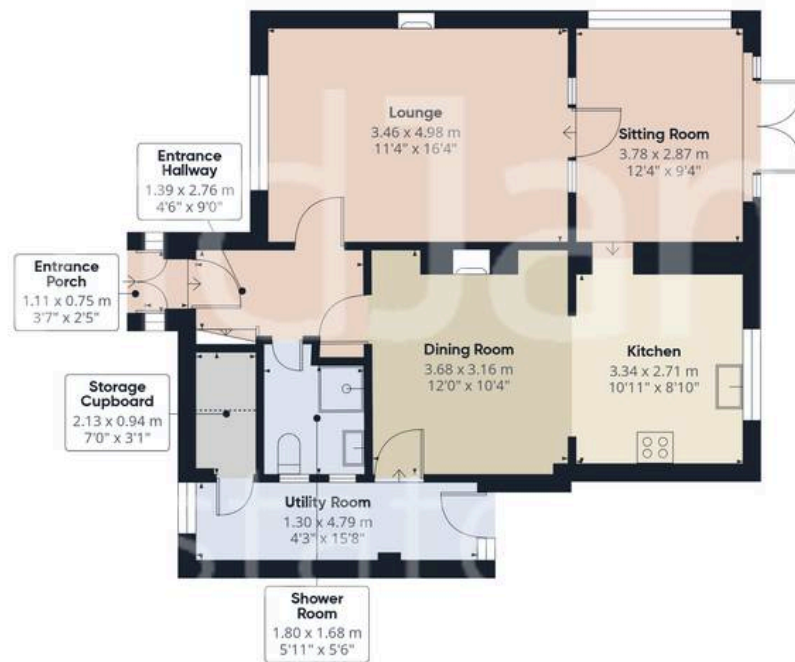 Lounge
3.46 x 4.98 m
11'4" x 16'4"
Sitting Room
3.78 x 2.87 m
12'4" x 9'4"
Entrance
Hallway
1.39 x 2.76 m
4'6" x 9'0"
Entrance
Porch
1.11 x 0.75 m
3'7" x 2'5"
Dining Room
3.68 x 3.16 m
12'0" x 10'4"
Kitchen
3.34 x 2.71 m
10'11" x 8'10"
Storage
Cupboard
2.13 x 0.94 m
7'0" x 3'1"
Utility Room
1.30 x 4.79 m
4'3" x 15'8"
Shower
Room
1.80 x 1.68 m
5'11" x 5'6"